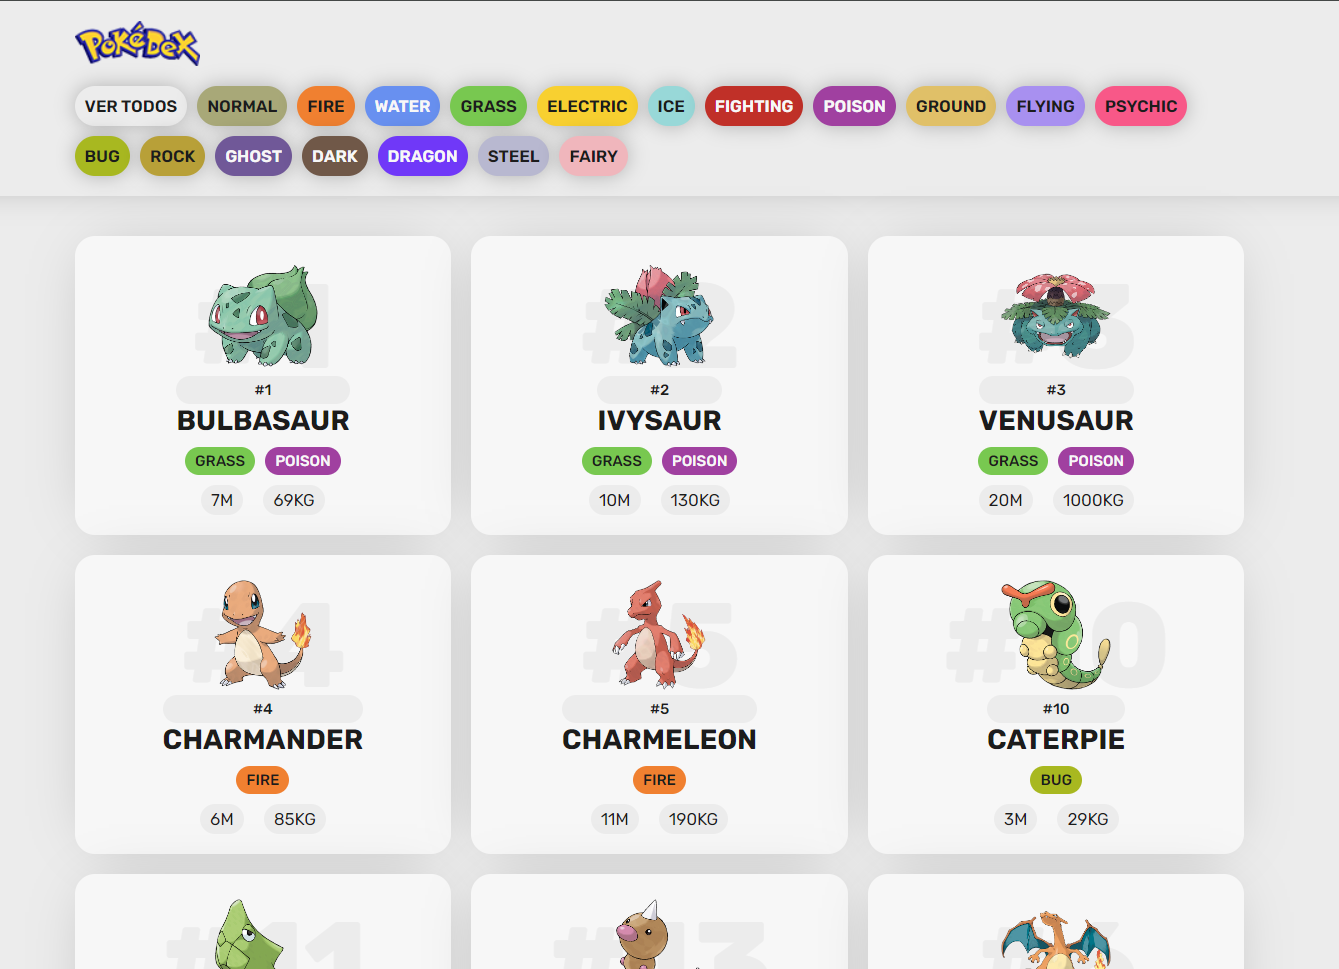 PoKéDeX
VER TODOS NORMAL FIRE WATER GRASS ELECTRIC ICE FIGHTING POISON GROUND FLYING PSYCHIC
BUG ROCK GHOST DARK DRAGON STEEL FAIRY
#1 #2 #3
#1 #2 #3
BULBASAUR IVYSAUR VENUSAUR
GRASS POISON GRASS POISON GRASS POISON
7M 69KG 10M 130KG 20M 1000KG
#4 #5 #10
#4 #5 #10
CHARMANDER CHARMELEON CATERPIE
FIRE FIRE BUG
6M 85KG 11M 190KG 3M 29KG
#11 #13